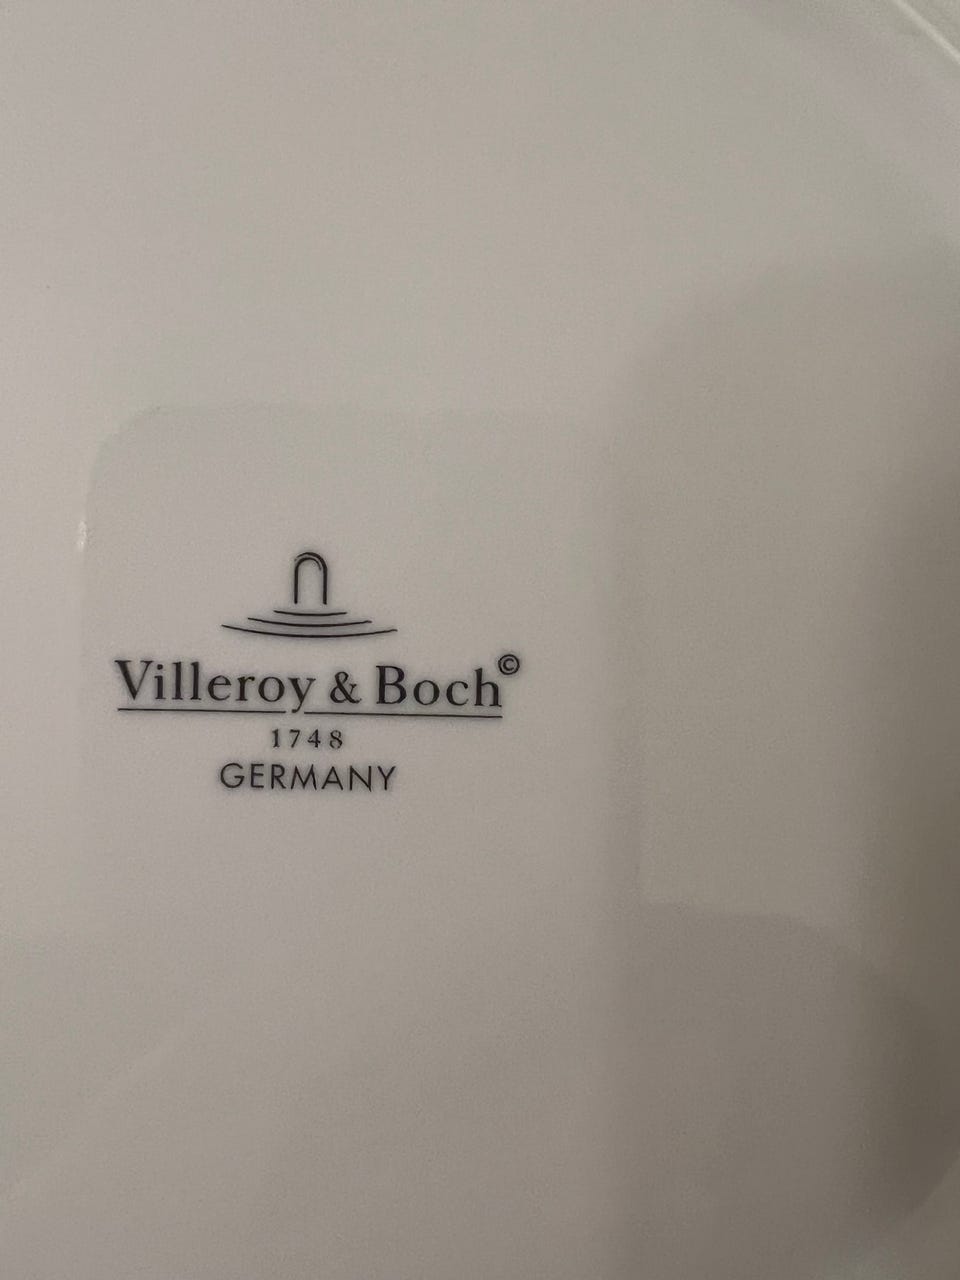 Villeroy & Boch©
1748
GERMANY